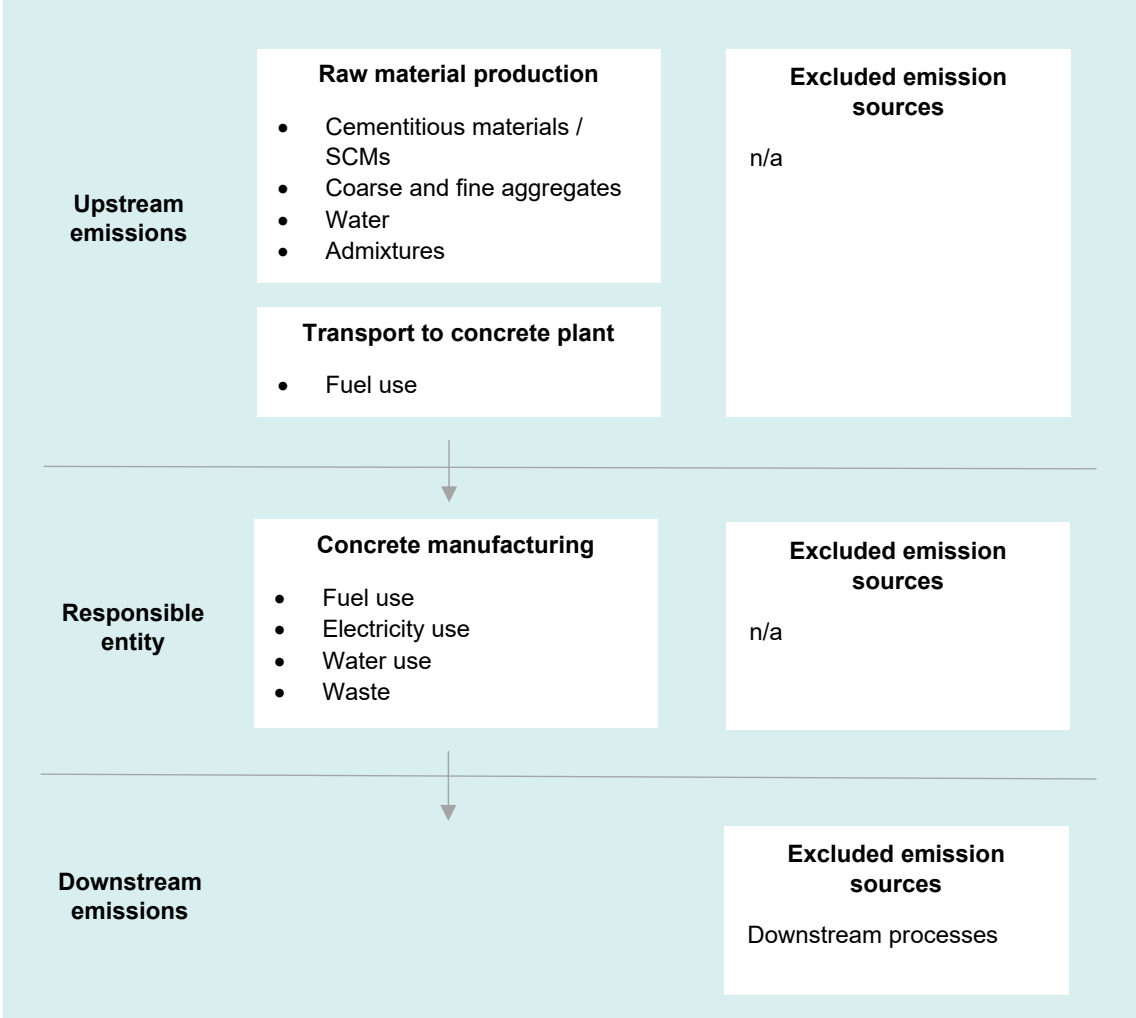 Upstream
emissions
Raw material production
• Cementitious materials /
SCMs
• Coarse and fine aggregates
• Water
• Admixtures
Transport to concrete plant
• Fuel use
Excluded emission
sources
n/a
Responsible
entity
Concrete manufacturing
• Fuel use
• Electricity use
• Water use
• Waste
Excluded emission
sources
n/a
Downstream
emissions
Excluded emission
sources
Downstream processes